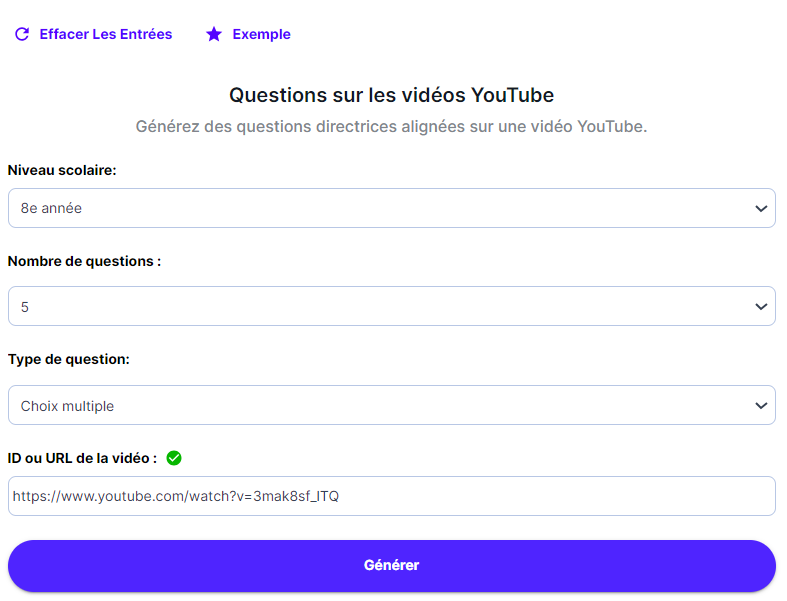 Effacer Les Entrées
Exemple
Questions sur les vidéos YouTube
Générez des questions directrices alignées sur une vidéo YouTube.
Niveau scolaire:
8e année
Nombre de questions :
5
Type de question:
Choix multiple
ID ou URL de la vidéo :
https://www.youtube.com/watch?v=3mak8sf_ITQ
Générer